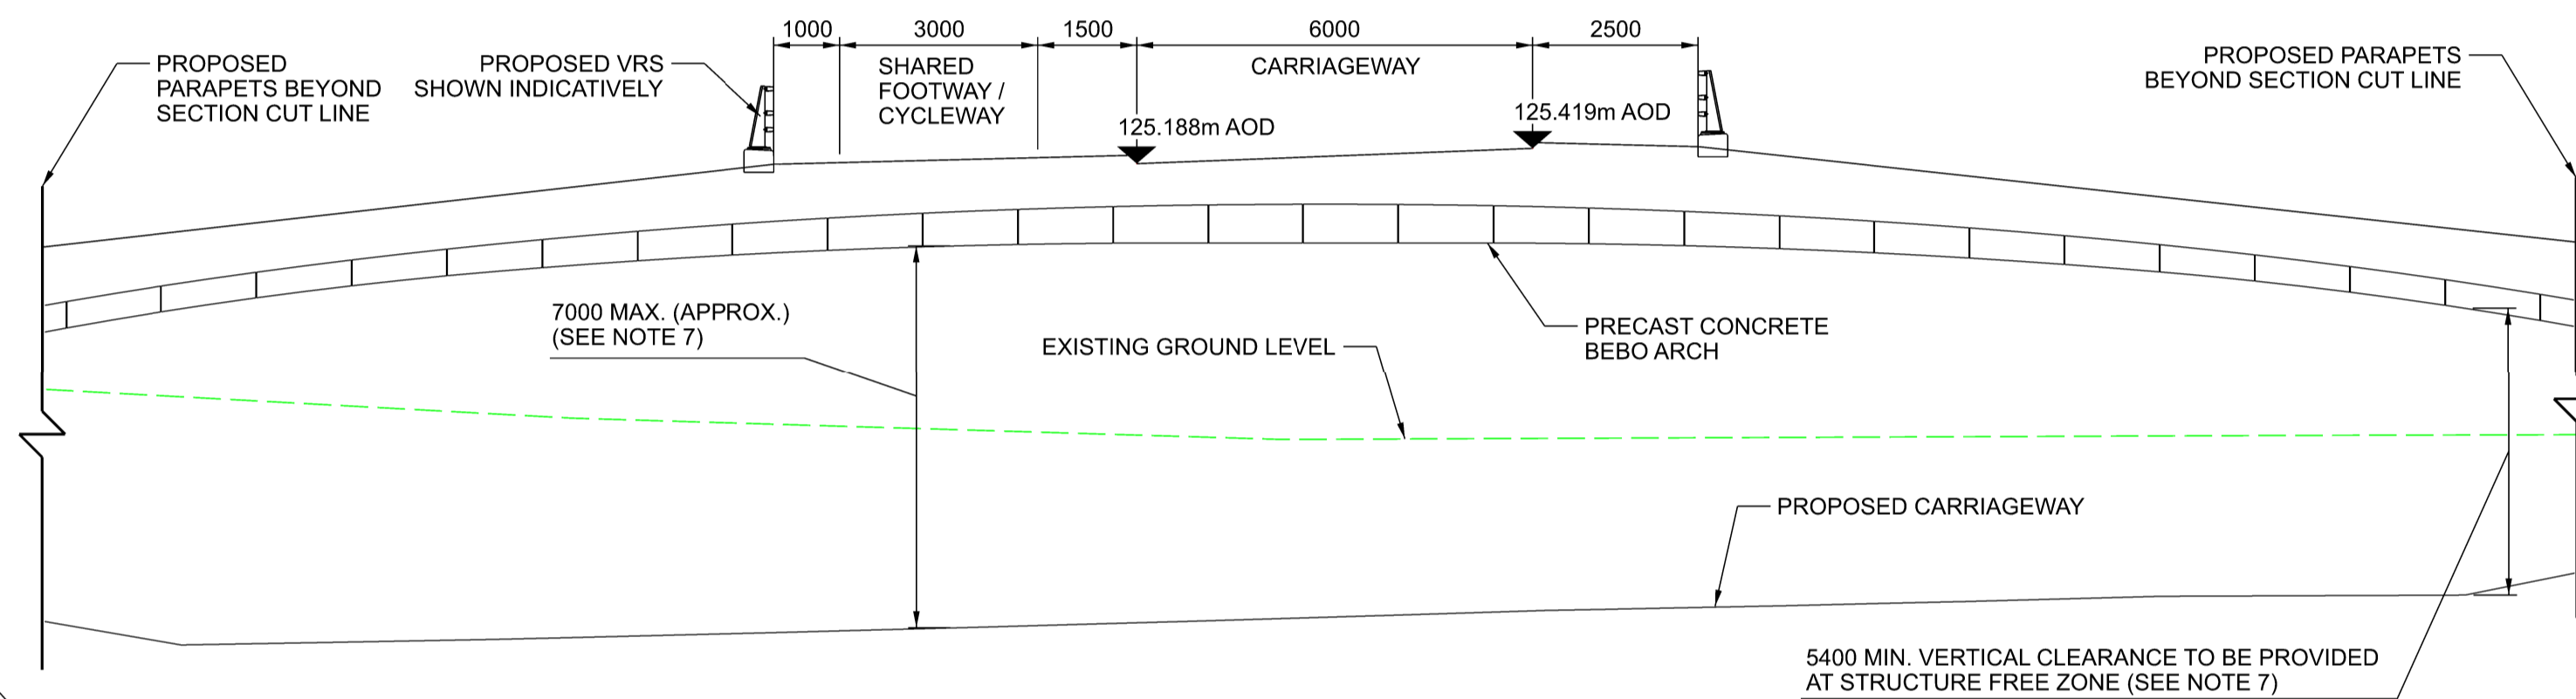 1000
3000
1500
6000
2500
PROPOSED
PARAPETS BEYOND
SECTION CUT LINE
PROPOSED VRS
SHOWN INDICATIVELY
SHARED
FOOTWAY /
CYCLEWAY
CARRIAGEWAY
125.188m AOD
125.419m AOD
PROPOSED PARAPETS
BEYOND SECTION CUT LINE
7000 MAX. (APPROX.)
(SEE NOTE 7)
EXISTING GROUND LEVEL
PRECAST CONCRETE
BEBO ARCH
PROPOSED CARRIAGEWAY
5400 MIN. VERTICAL CLEARANCE TO BE PROVIDED
AT STRUCTURE FREE ZONE (SEE NOTE 7)